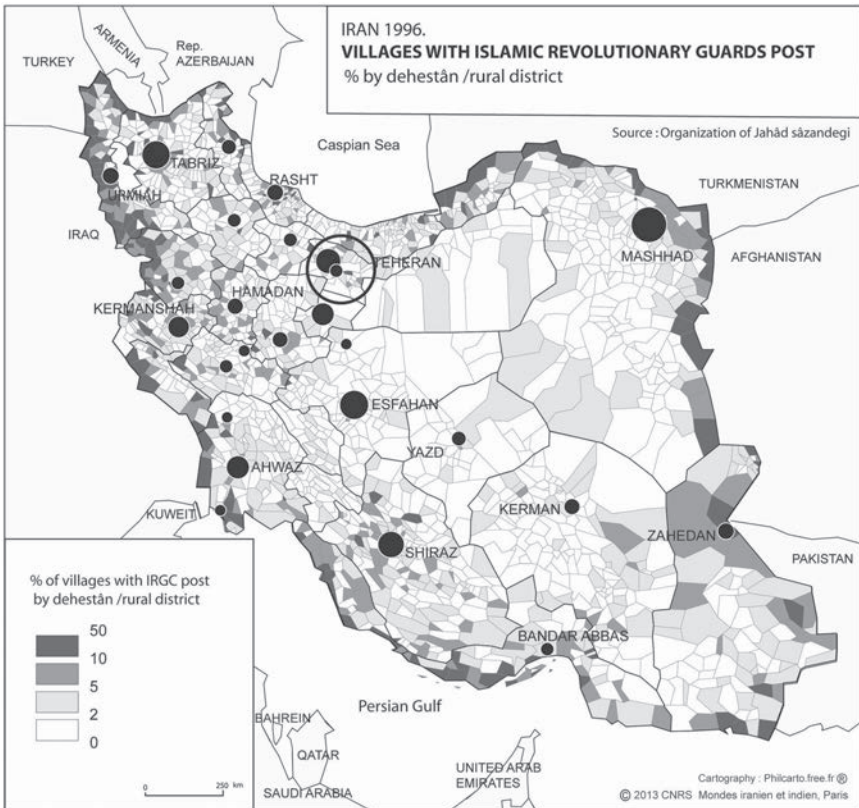 IRAN 1996.
VILLAGES WITH ISLAMIC REVOLUTIONARY GUARDS POST
% by dehestân /rural district
Source : Organization of Jahâd sâzandegi
TURKEY
ARMENIA
Rep.
AZERBAIJAN
Caspian Sea
TURKMENISTAN
AFGHANISTAN
IRAQ
KUWEIT
PAKISTAN
TABRIZ
URMIAH
RASHT
TEHERAN
MASHHAD
HAMADAN
KERMANSHAH
ESFAHAN
YAZD
AHWAZ
KERMAN
ZAHEDAN
SHIRAZ
BANDAR ABBAS
Persian Gulf
BAHREIN
QATAR
SAUDI ARABIA
UNITED ARAB
EMIRATES
% of villages with IRGC post
by dehestân /rural district
50
10
5
2
0
0 250 km
Cartography : Philcarto.free.fr ®
© 2013 CNRS Mondes iranien et indien, Paris